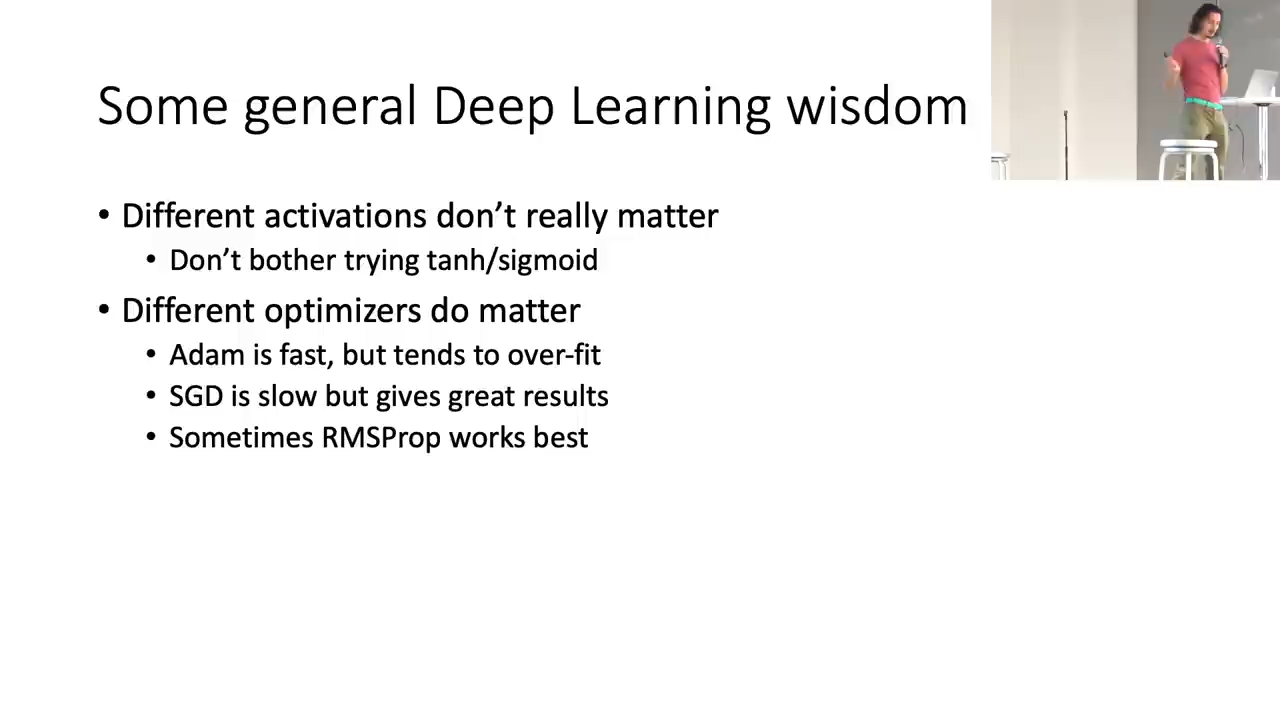 Some general Deep Learning wisdom
• Different activations don’t really matter
• Don’t bother trying tanh/sigmoid
• Different optimizers do matter
• Adam is fast, but tends to over-fit
• SGD is slow but gives great results
• Sometimes RMSProp works best